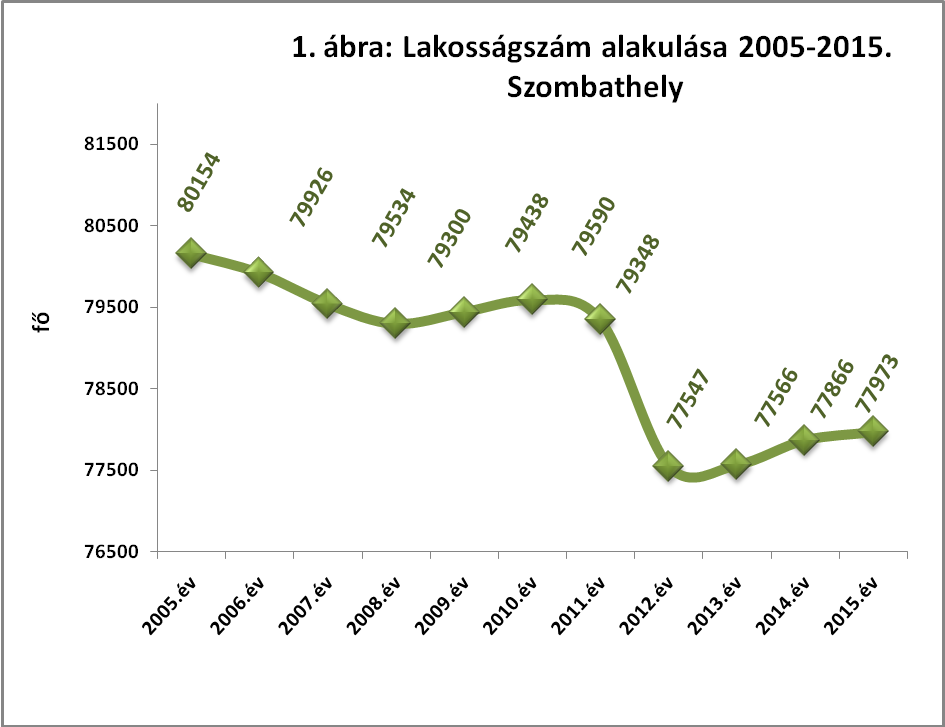 1. ábra: Lakosságszám alakulása 2005-2015.
Szombathely
fő
81500
80500
79500
78500
77500
76500
80154
79926
79534
79300
79438
79590
79348
77547
77566
77866
77973
2005.év
2006.év
2007.év
2008.év
2009.év
2010.év
2011.év
2012.év
2013.év
2014.év
2015.év